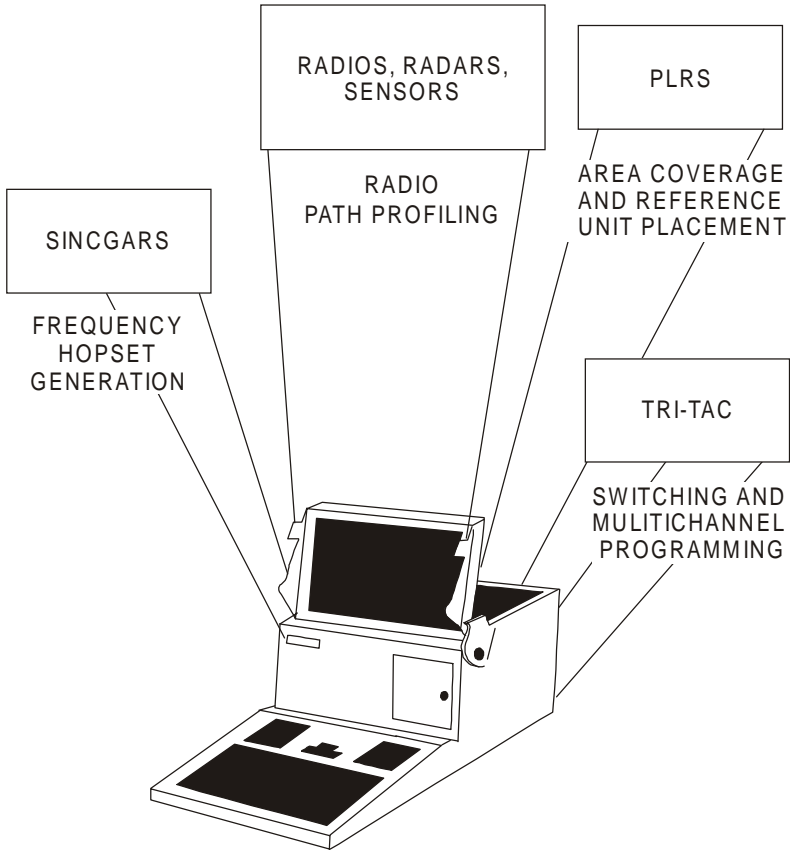 RADIOS, RADARS,
SENSORS
PLRS
RADIO
PATH PROFILING
AREA COVERAGE
AND REFERENCE
UNIT PLACEMENT
SINCGARS
FREQUENCY
HOPSET
GENERATION
TRI-TAC
SWITCHING AND
MULITICHANNEL
PROGRAMMING